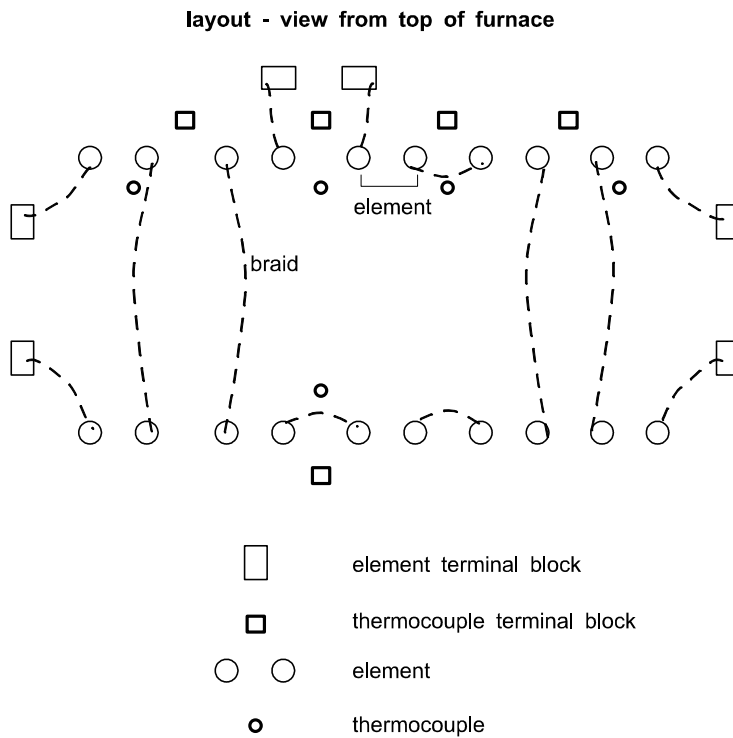 layout - view from top of furnace
element
braid
element terminal block
thermocouple terminal block
element
thermocouple